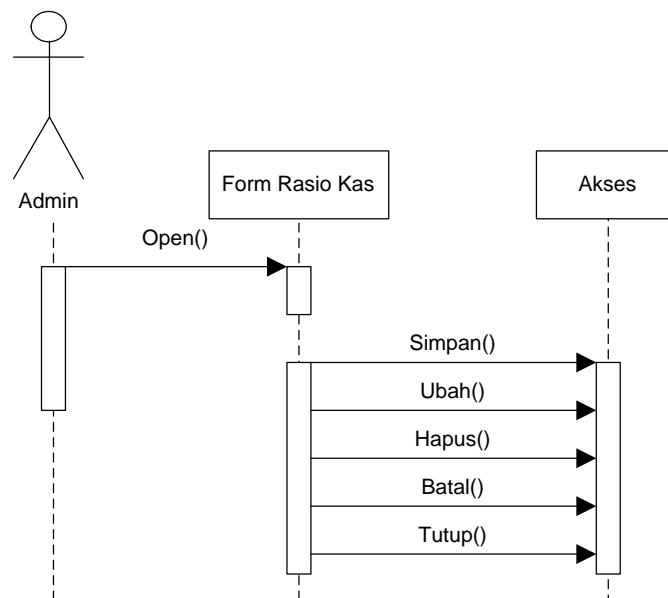 Admin
Form Rasio Kas
Akses
Open()
Simpan()
Ubah()
Hapus()
Batal()
Tutup()